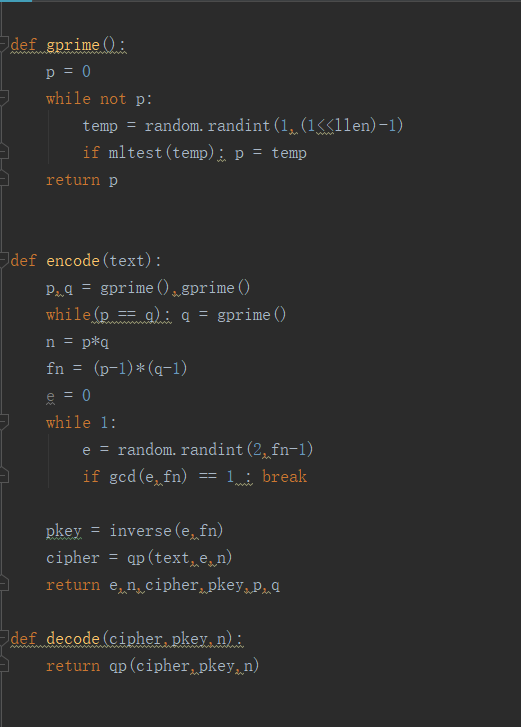 def gprime():
    p = 0
    while not p:
        temp = random.randint(1,(1<<llen)-1)
        if mltest(temp): p = temp
    return p
def encode(text):
    p,q = gprime(),gprime()
    while(p == q): q = gprime()
    n = p*q
    fn = (p-1)*(q-1)
    e = 0
    while 1:
        e = random.randint(2,fn-1)
        if gcd(e,fn) == 1 : break
    pkey = inverse(e,fn)
    cipher = qp(text,e,n)
    return e,n,cipher,pkey,p,q
def decode(cipher,pkey,n):
    return qp(cipher,pkey,n)